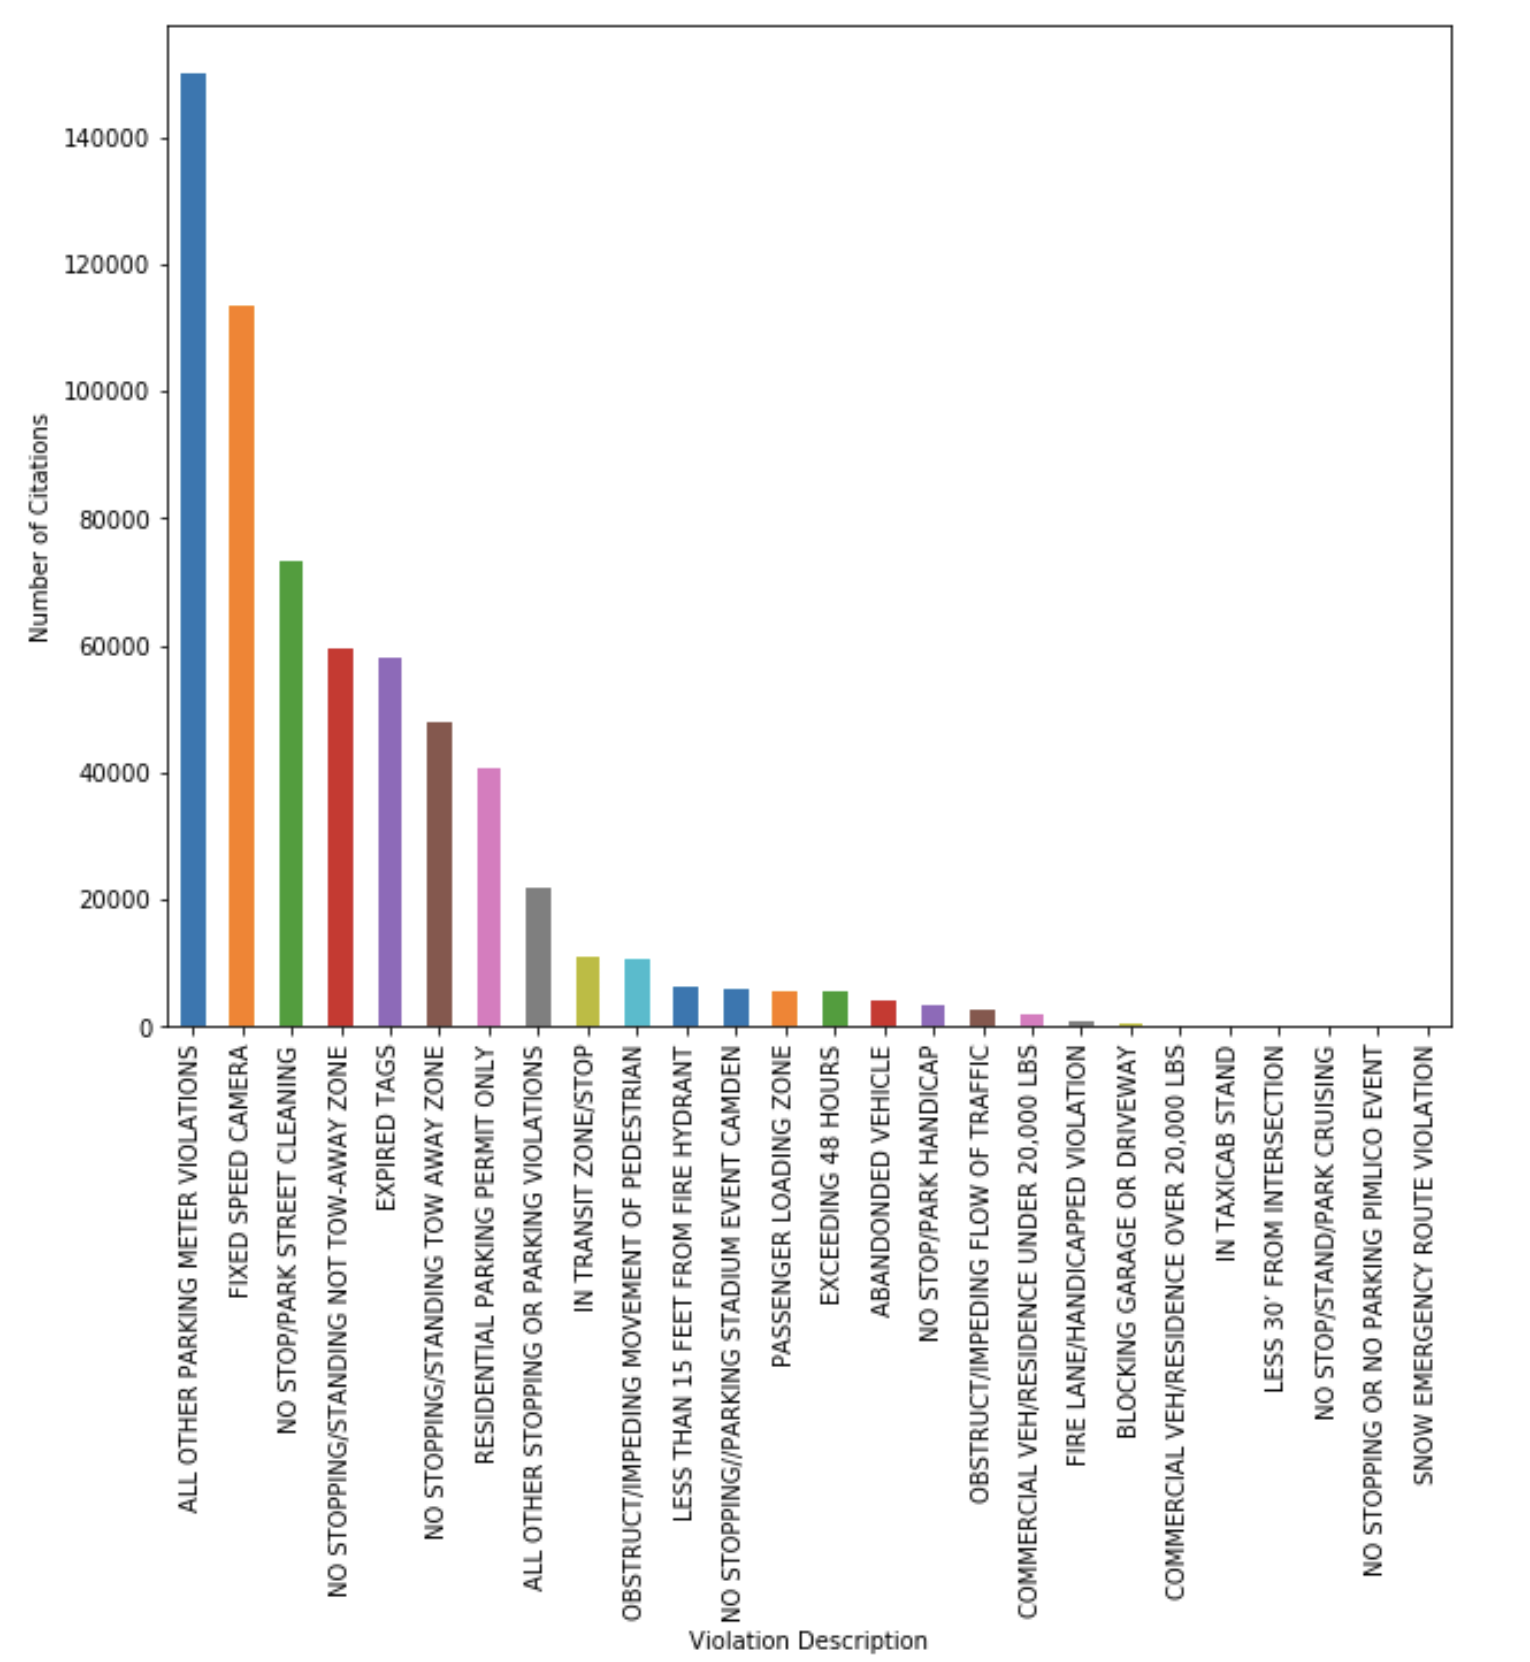 140000
120000
100000
80000
60000
40000
20000
0
Number of Citations
ALL OTHER PARKING METER VIOLATIONS
FIXED SPEED CAMERA
NO STOP/PARK STREET CLEANING
NO STOPPING/STANDING NOT TOW-AWAY ZONE
EXPIRED TAGS
NO STOPPING/STANDING TOW AWAY ZONE
RESIDENTIAL PARKING PERMIT ONLY
ALL OTHER STOPPING OR PARKING VIOLATIONS
IN TRANSIT ZONE/STOP
OBSTRUCT/IMPEDING MOVEMENT OF PEDESTRIAN
LESS THAN 15 FEET FROM FIRE HYDRANT
NO STOPPING//PARKING STADIUM EVENT CAMDEN
PASSENGER LOADING ZONE
EXCEEDING 48 HOURS
ABANDONED VEHICLE
NO STOP/PARK HANDICAP
OBSTRUCT/IMPEDING FLOW OF TRAFFIC
COMMERCIAL VEH/RESIDENCE UNDER 20,000 LBS
FIRE LANE/HANDICAPPED VIOLATION
BLOCKING GARAGE OR DRIVEWAY
COMMERCIAL VEH/RESIDENCE OVER 20,000 LBS
IN TAXICAB STAND
LESS 30’ FROM INTERSECTION
NO STOP/STAND/PARK CRUISING
NO STOPPING OR NO PARKING PIMLICO EVENT
SNOW EMERGENCY ROUTE VIOLATION
Violation Description